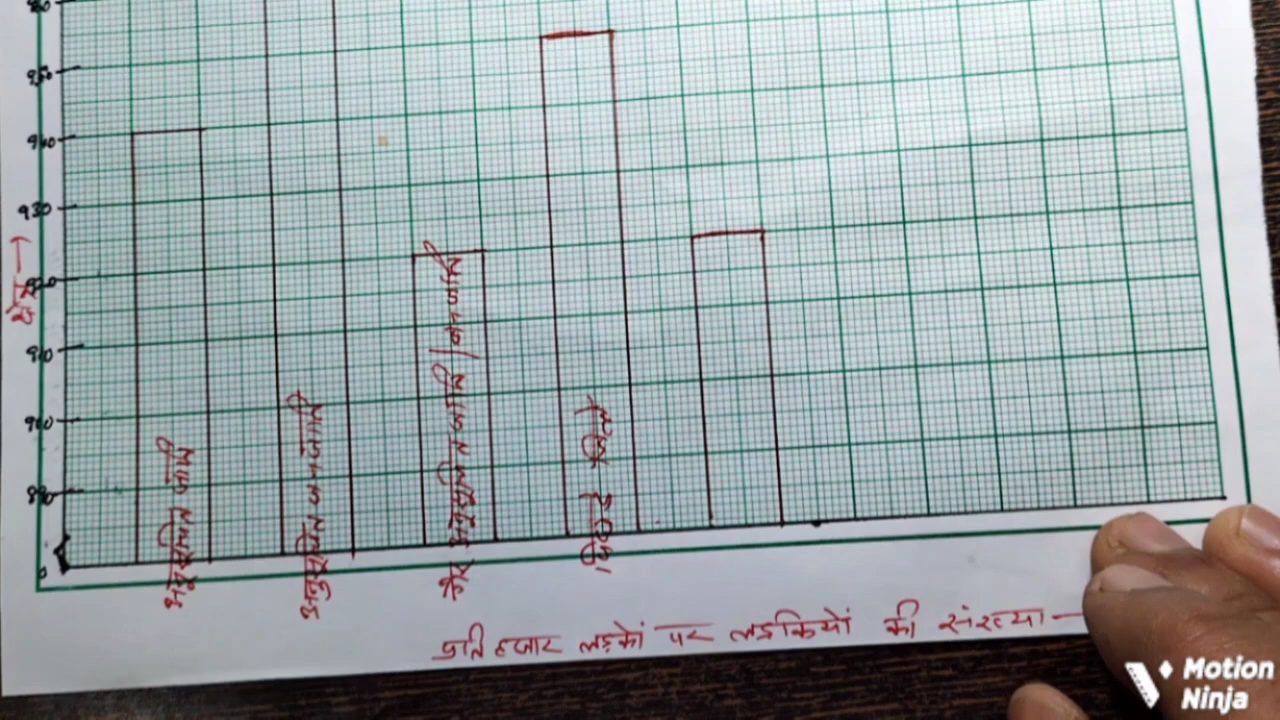 950
940
930
920
910
900
890
0
क्षेत्र →
अनुसूचित जाति
अनुसूचित जनजाति
गैर अनुसूचित जाति / जनजाति
पिछड़े जिले
प्रति हजार लड़कों पर लड़कियों की संख्या
Motion
Ninja